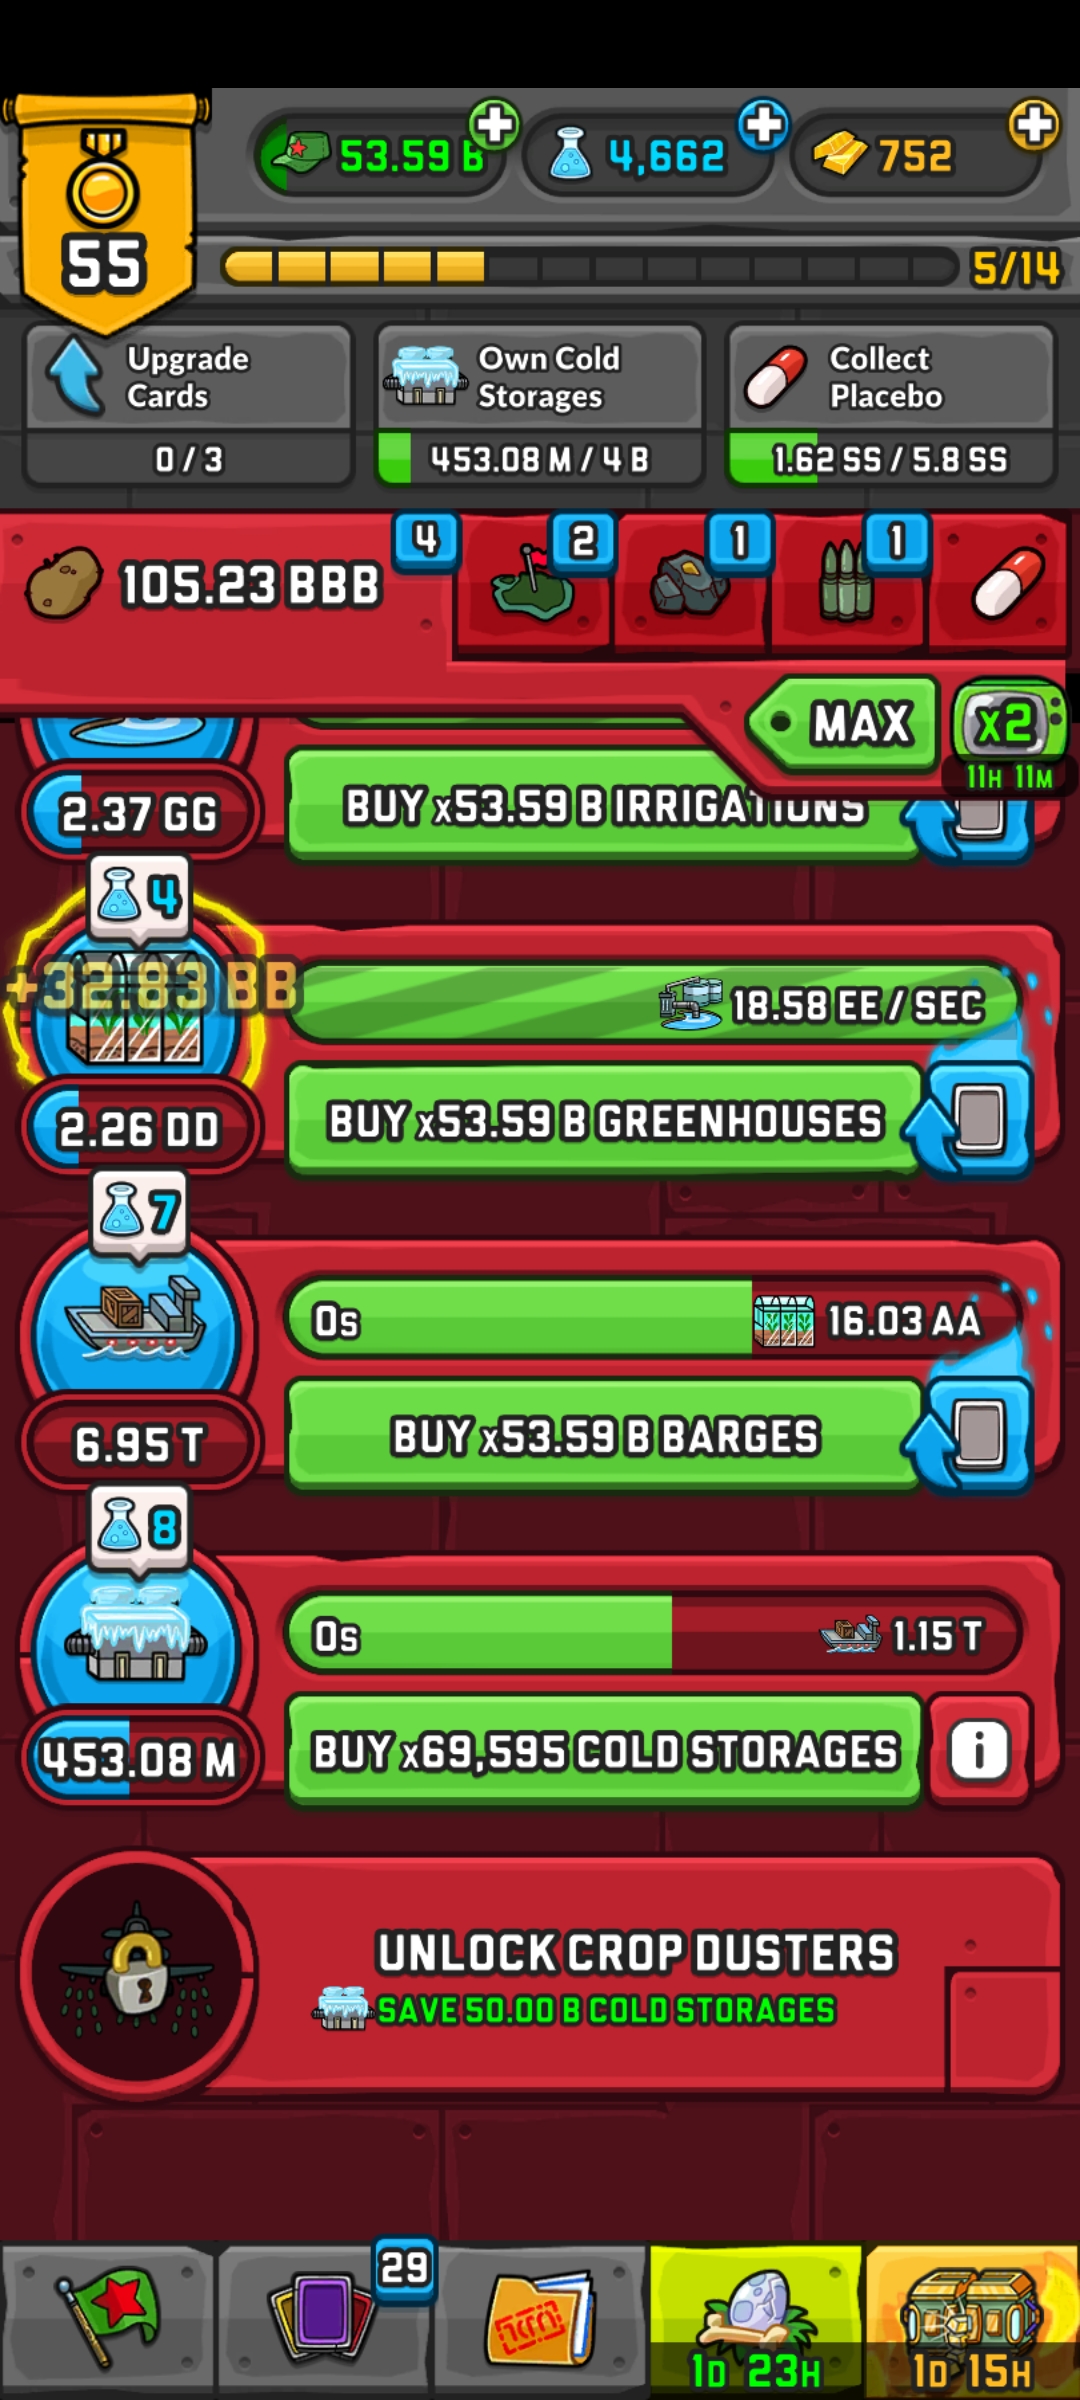 53.59 B
4,662
752
55
5/14
Upgrade
Cards
0 / 3
Own Cold
Storages
453.08 M / 4 B
Collect
Placebo
1.62 SS / 5.8 SS
105.23 BBB
4
2
1
1
MAX
x2
11H 11M
2.37 GG
BUY x53.59 B IRRIGATIONS
4
+32.83 BB
18.58 EE / SEC
2.26 DD
BUY x53.59 B GREENHOUSES
7
0s
16.03 AA
6.95 T
BUY x53.59 B BARGES
8
0s
1.15 T
453.08 M
BUY x69,595 COLD STORAGES
i
UNLOCK CROP DUSTERS
SAVE 50.00 B COLD STORAGES
29
1D 23H
1D 15H